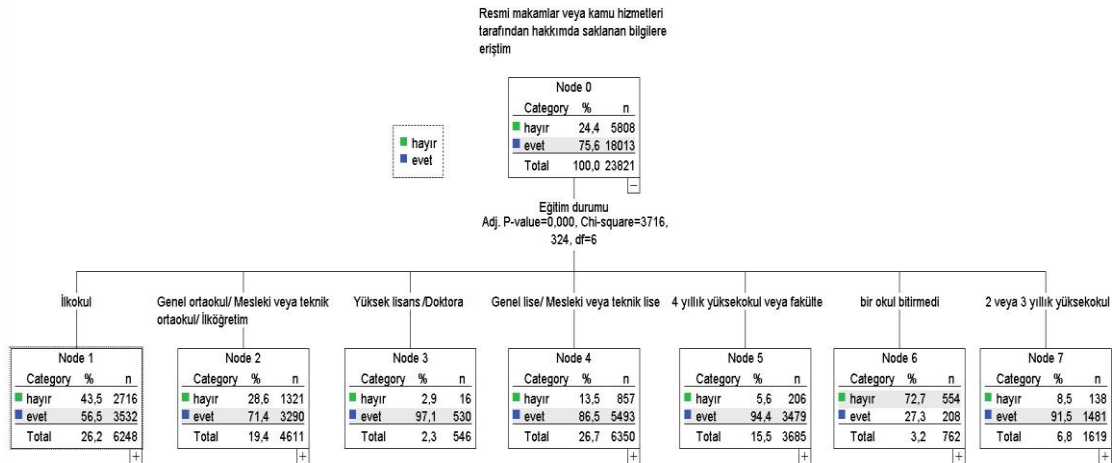 Resmi makamlar veya kamu hizmetleri
tarafından hakkımda saklanan bilgilere
eriştim
Node 0
Category % n
hayır 24,4 5808
evet 75,6 18013
Total 100,0 23821
hayır
evet
Eğitim durumu
Adj. P-value=0,000, Chi-square=3716,
324, df=6
İlkokul
Genel ortaokul/ Mesleki veya teknik
ortaokul/ İlköğretim
Yüksek lisans /Doktora
Genel lise/ Mesleki veya teknik lise
4 yıllık yüksekokul veya fakülte
bir okul bitirmedi
2 veya 3 yıllık yüksekokul
Node 1
Category % n
hayır 43,5 2716
evet 56,5 3532
Total 26,2 6248
Node 2
Category % n
hayır 28,6 1321
evet 71,4 3290
Total 19,4 4611
Node 3
Category % n
hayır 2,9 16
evet 97,1 530
Total 2,3 546
Node 4
Category % n
hayır 13,5 857
evet 86,5 5493
Total 26,7 6350
Node 5
Category % n
hayır 5,6 206
evet 94,4 3479
Total 15,5 3685
Node 6
Category % n
hayır 72,7 554
evet 27,3 208
Total 3,2 762
Node 7
Category % n
hayır 8,5 138
evet 91,5 1481
Total 6,8 1619